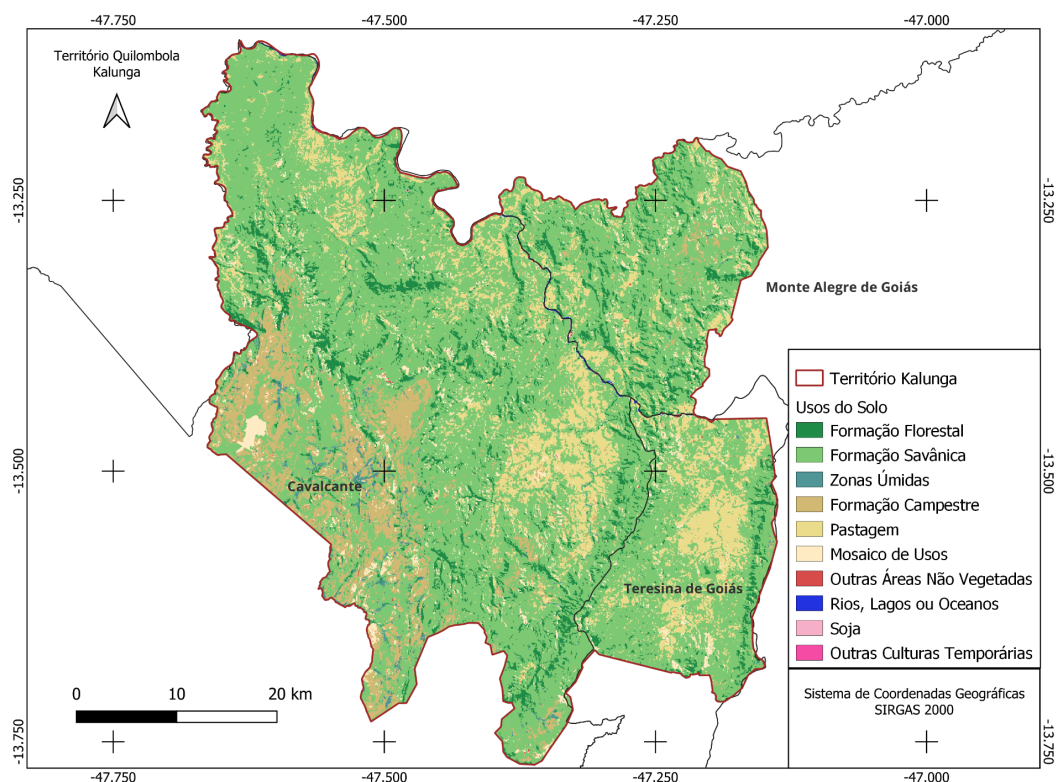 -47.750
-47.500
-47.250
-47.000
Território Quilombola
Kalunga
-13.250
-13.250
Monte Alegre de Goiás
Território Kalunga
Usos do Solo
Formação Florestal
Formação Savânica
Zonas Úmidas
Formação Campestre
Pastagem
Mosaico de Usos
Outras Áreas Não Vegetadas
Rios, Lagos ou Oceanos
Soja
Outras Culturas Temporárias
-13.500
-13.500
Cavalcante
Teresina de Goiás
0 10 20 km
Sistema de Coordenadas Geográficas
SIRGAS 2000
-13.750
-13.750
-47.750
-47.500
-47.250
-47.000